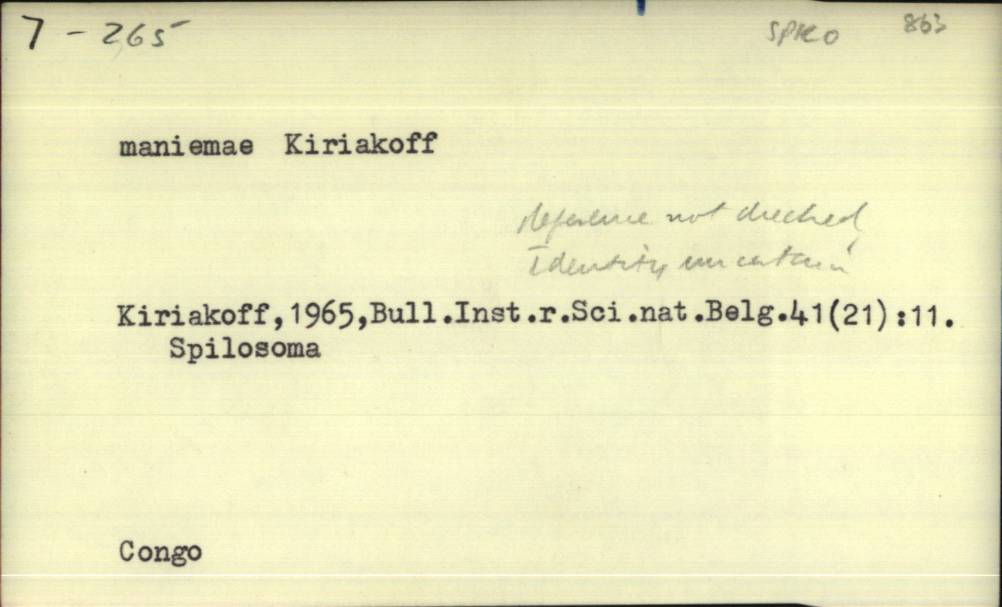 7 - 265 SPILO 863
maniemae Kiriakoff
Reference not checked
Identity uncertain
Kiriakoff,1965,Bull.Inst.r.Sci.nat.Belg.41(21):11.
Spilosoma
Congo